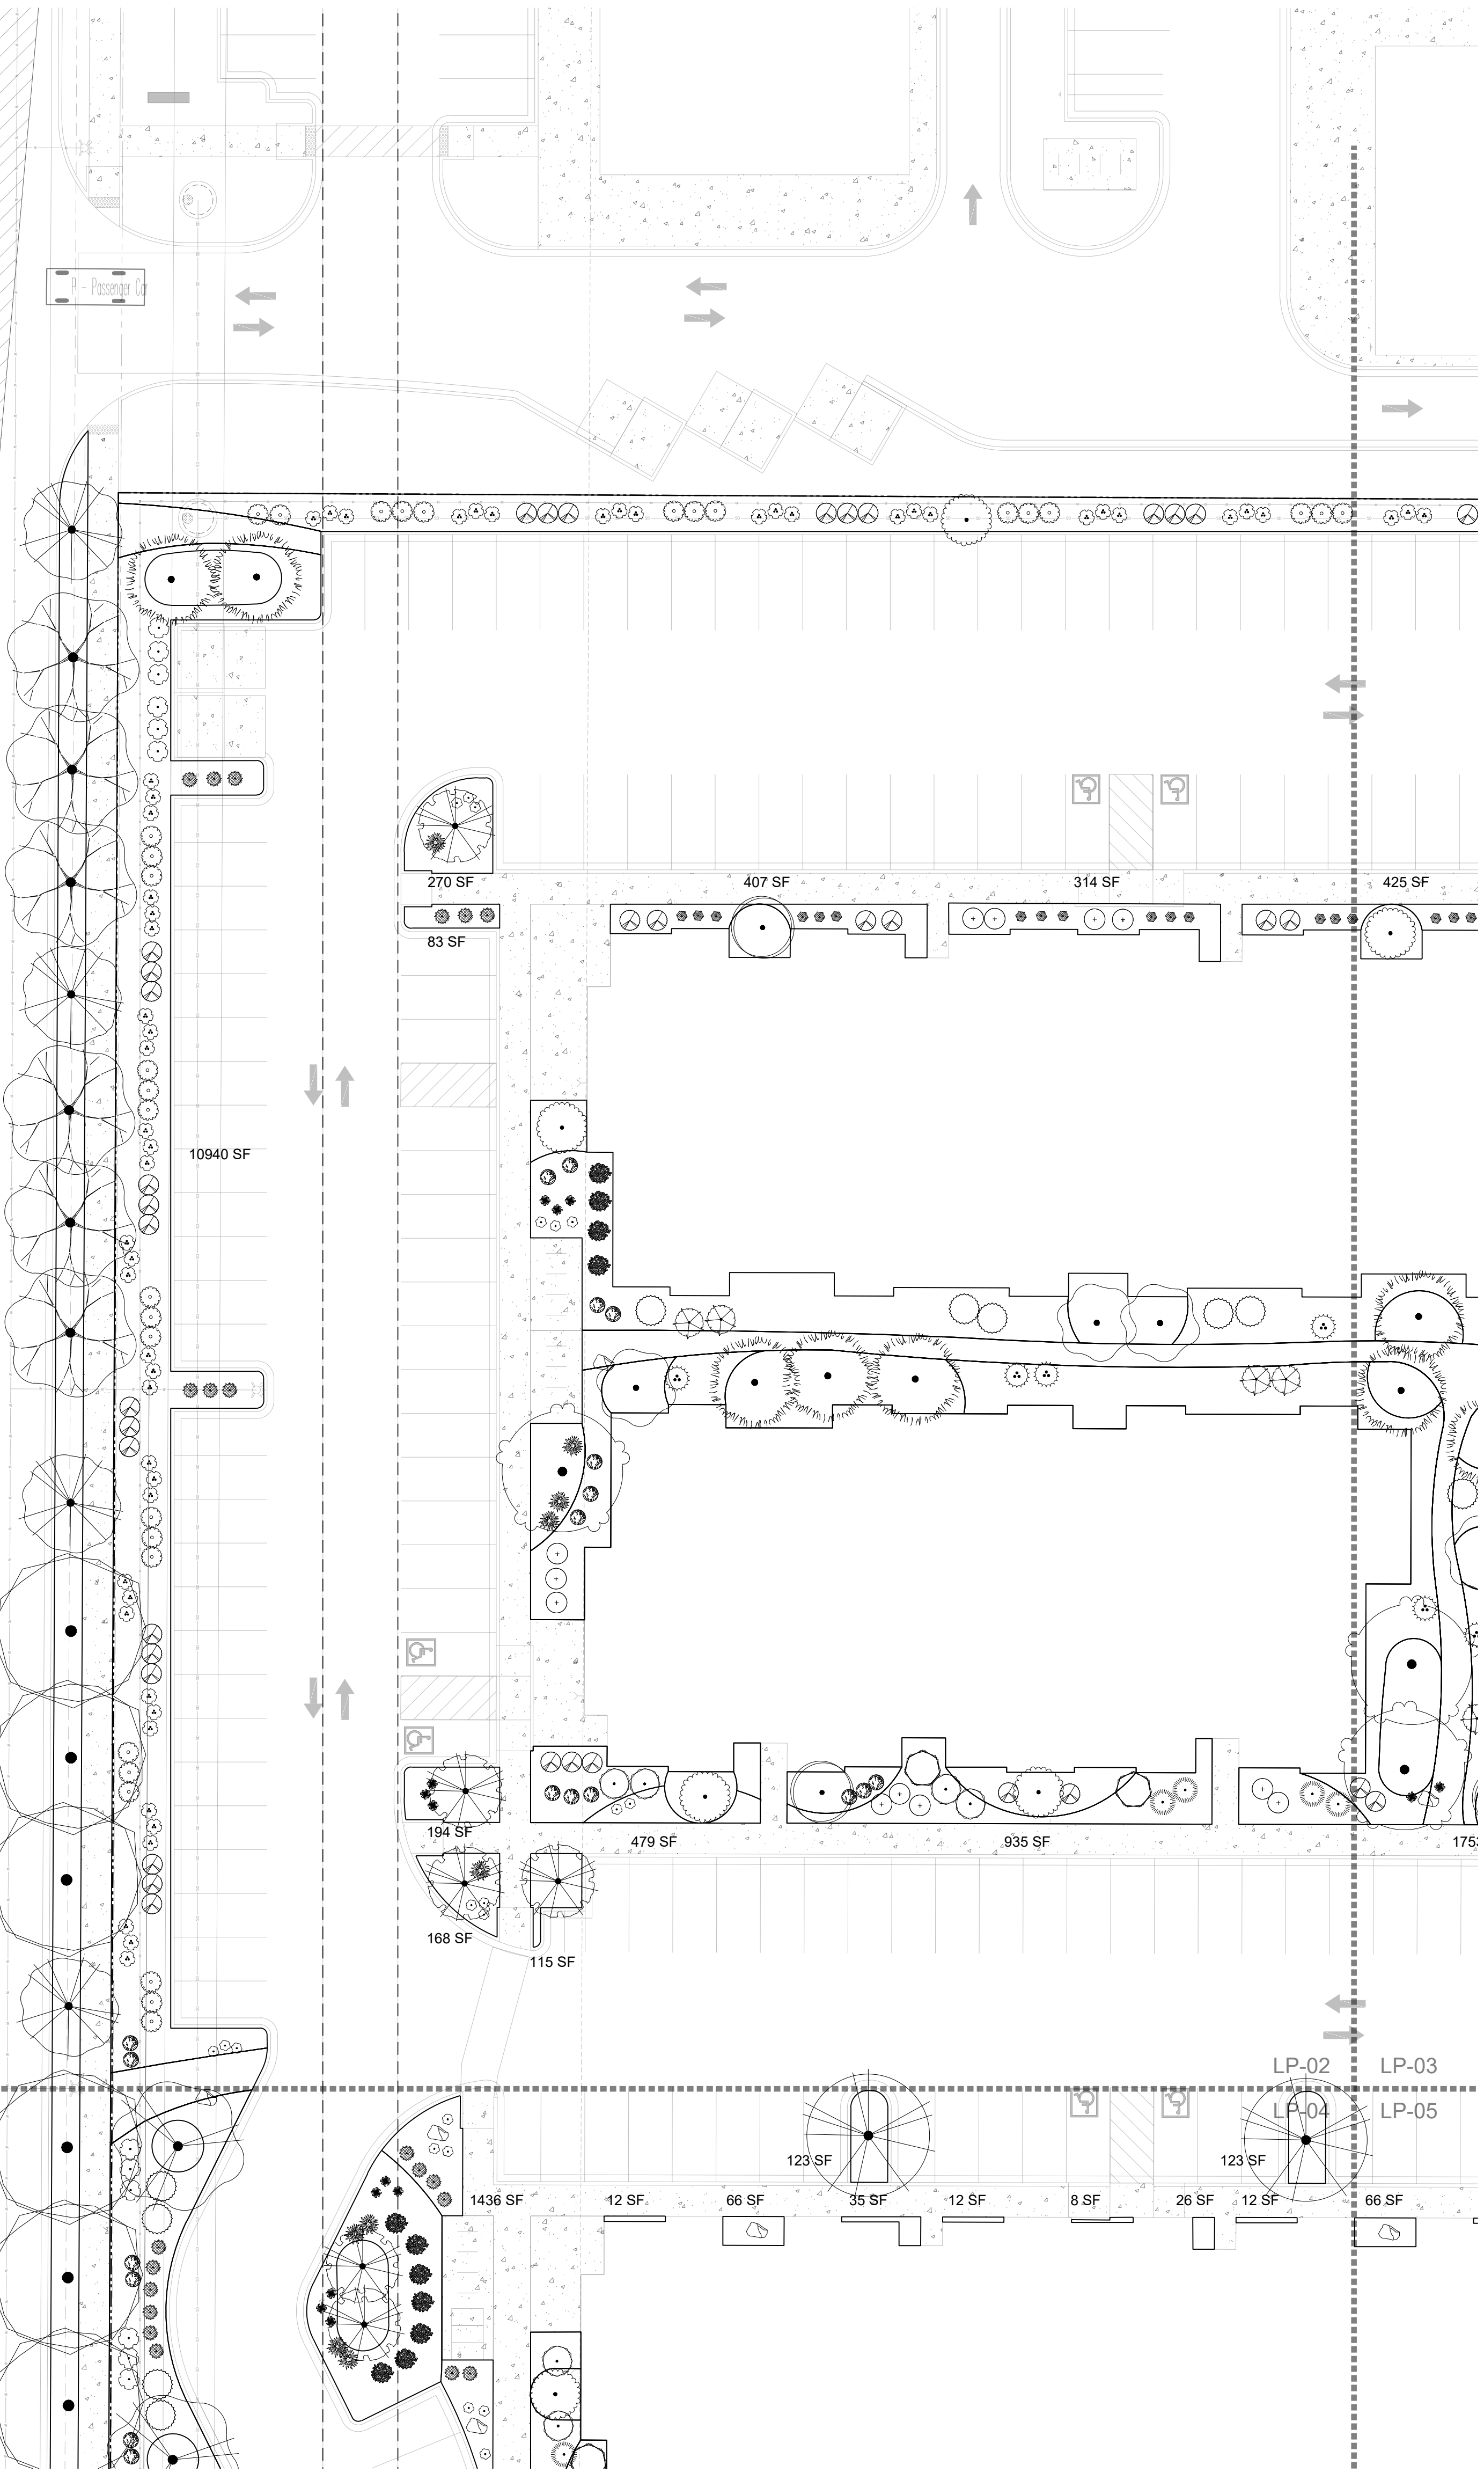 P - Passenger Car
270 SF
407 SF
314 SF
425 SF
83 SF
10940 SF
194 SF
479 SF
935 SF
1753
168 SF
115 SF
LP-02
LP-03
LP-04
LP-05
123 SF
123 SF
1436 SF
12 SF
66 SF
35 SF
12 SF
8 SF
26 SF
12 SF
66 SF